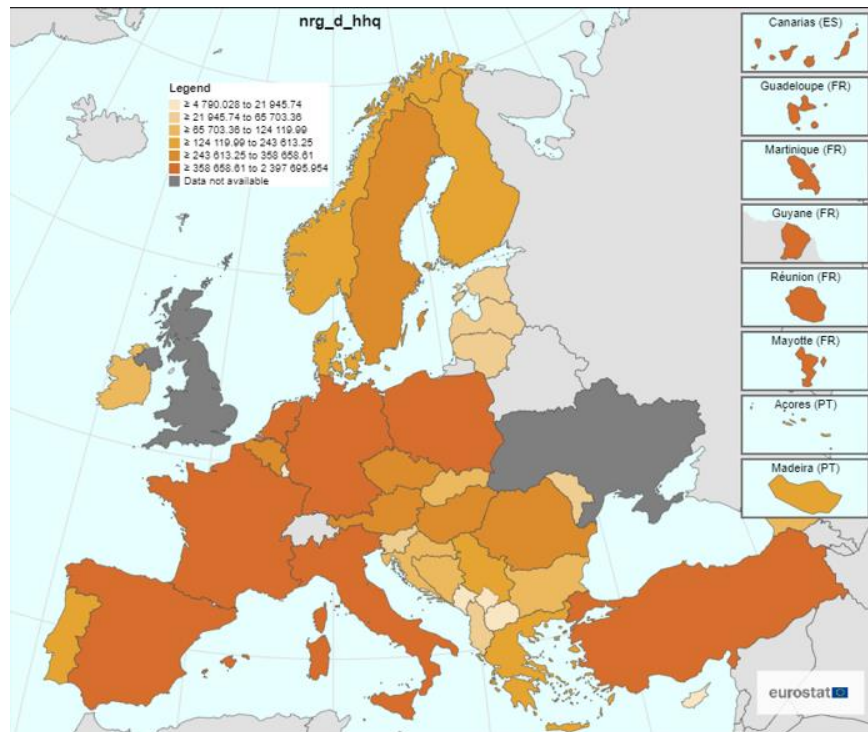 nrg_d_hhq
Legend
≥ 4 790.028 to 21 945.74
≥ 21 945.74 to 65 703.36
≥ 65 703.36 to 124 119.99
≥ 124 119.99 to 243 613.25
≥ 243 613.25 to 358 658.61
≥ 358 658.61 to 2 397 695.954
Data not available
Canarias (ES)
Guadeloupe (FR)
Martinique (FR)
Guyane (FR)
Réunion (FR)
Mayotte (FR)
Açores (PT)
Madeira (PT)
eurostat